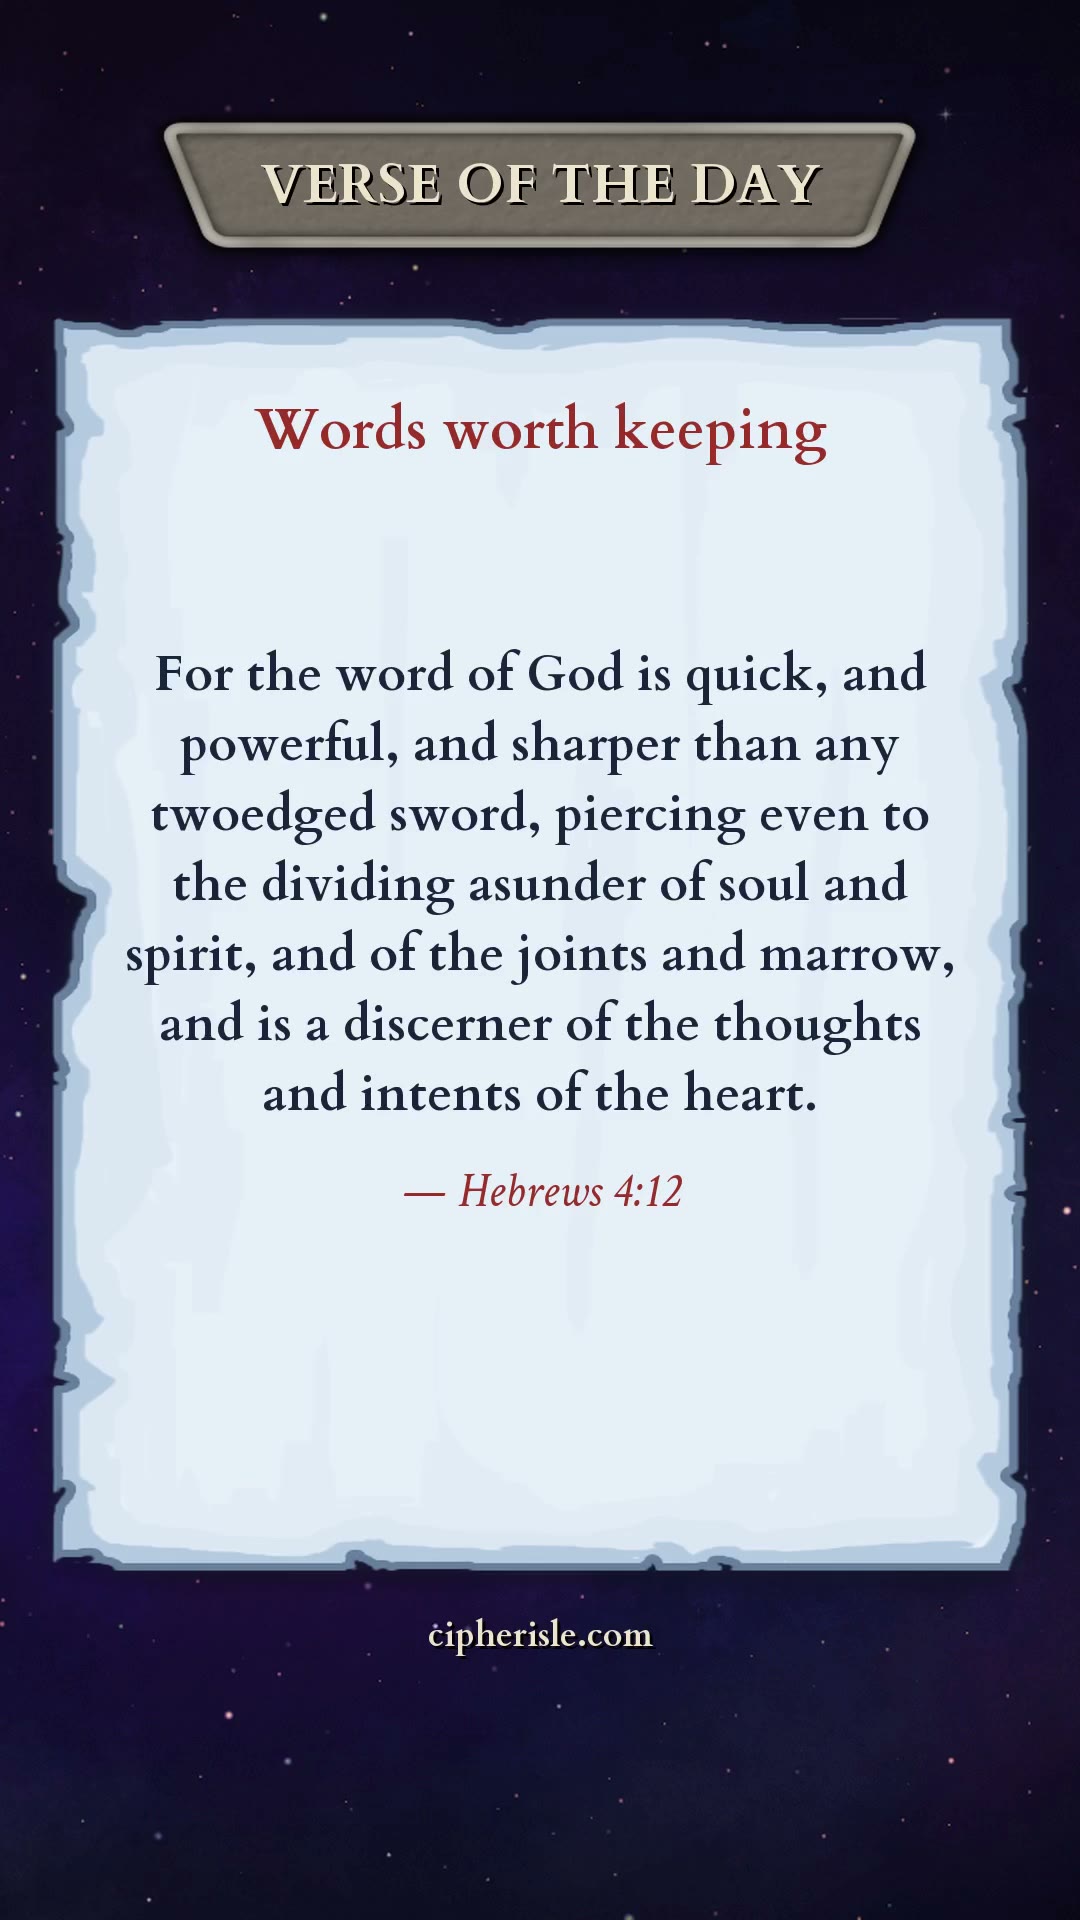 VERSE OF THE DAY
Words worth keeping
For the word of God is quick, and
powerful, and sharper than any
twoedged sword, piercing even to
the dividing asunder of soul and
spirit, and of the joints and marrow,
and is a discerner of the thoughts
and intents of the heart.
— Hebrews 4:12
cipherisle.com